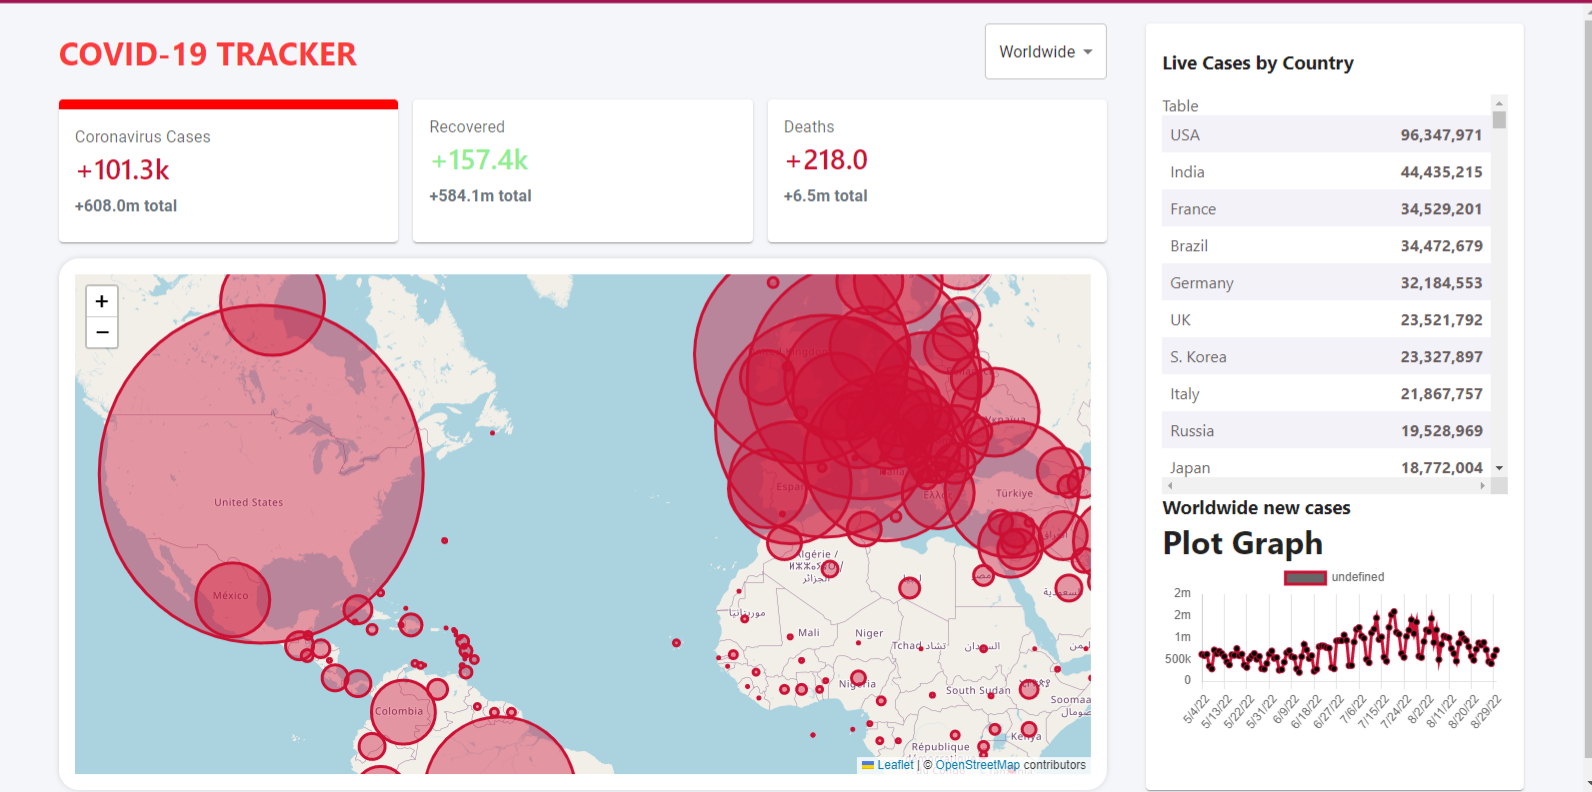 COVID-19 TRACKER
Worldwide
Coronavirus Cases
+101.3k
+608.0m total
Recovered
+157.4k
+584.1m total
Deaths
+218.0
+6.5m total
+
−
United States
México
Colombia
España
Türkiye
Україна
Algérie /
الجزائر
ليبيا
مصر
Mali
Niger
Tchad تشاد
السودان
Nigeria
South Sudan
Soomaa
Kenya
République
Leaflet | © OpenStreetMap contributors
Live Cases by Country
Table
USA 96,347,971
India 44,435,215
France 34,529,201
Brazil 34,472,679
Germany 32,184,553
UK 23,521,792
S. Korea 23,327,897
Italy 21,867,757
Russia 19,528,969
Japan 18,772,004
Worldwide new cases
Plot Graph
undefined
2m
2m
1m
500k
0
5/4/22 5/13/22 5/22/22 5/31/22 6/9/22 6/18/22 6/27/22 7/6/22 7/15/22 7/24/22 8/2/22 8/11/22 8/20/22 8/29/22